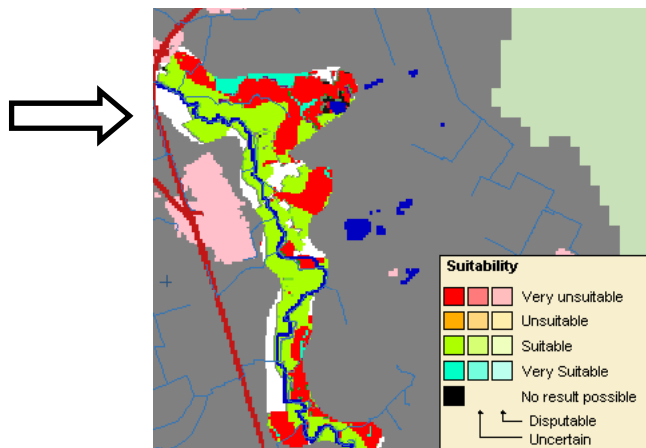 Suitability
Very unsuitable
Unsuitable
Suitable
Very Suitable
No result possible
Disputable
Uncertain